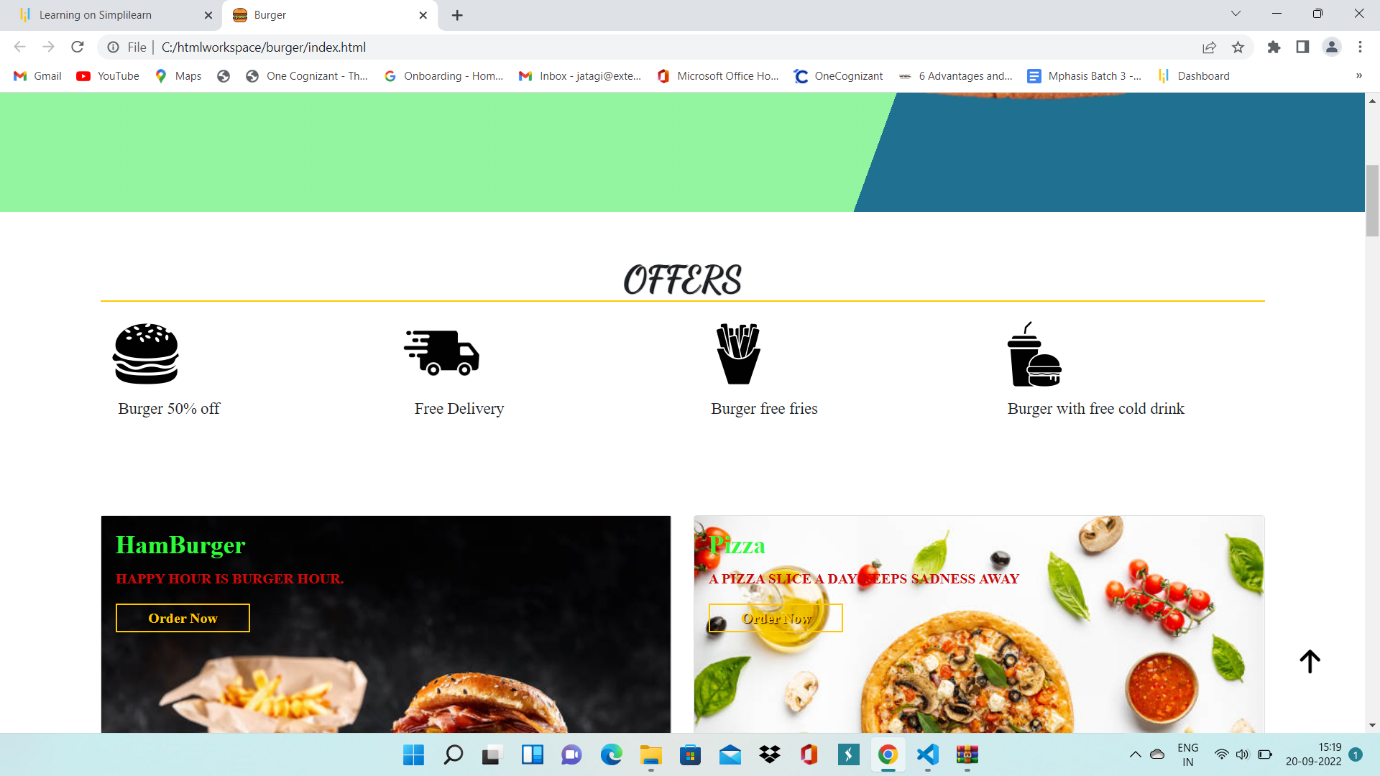 Learning on Simplilearn
Burger
File | C:/htmlworkspace/burger/index.html
Gmail YouTube Maps One Cognizant - Th... Onboarding - Hom... Inbox - jatagi@exte... Microsoft Office Ho... OneCognizant 6 Advantages and... Mphasis Batch 3 -... Dashboard »
OFFERS
Burger 50% off
Free Delivery
Burger free fries
Burger with free cold drink
HamBurger
HAPPY HOUR IS BURGER HOUR.
Order Now
Pizza
A PIZZA SLICE A DAY KEEPS SADNESS AWAY
Order Now
ENG
IN
15:19
20-09-2022
1